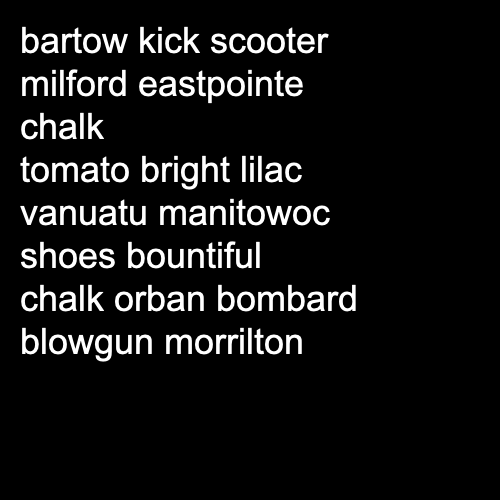 bartow kick scooter
milford eastpointe
chalk
tomato bright lilac
vanuatu manitowoc
shoes bountiful
chalk orban bombard
blowgun morrilton